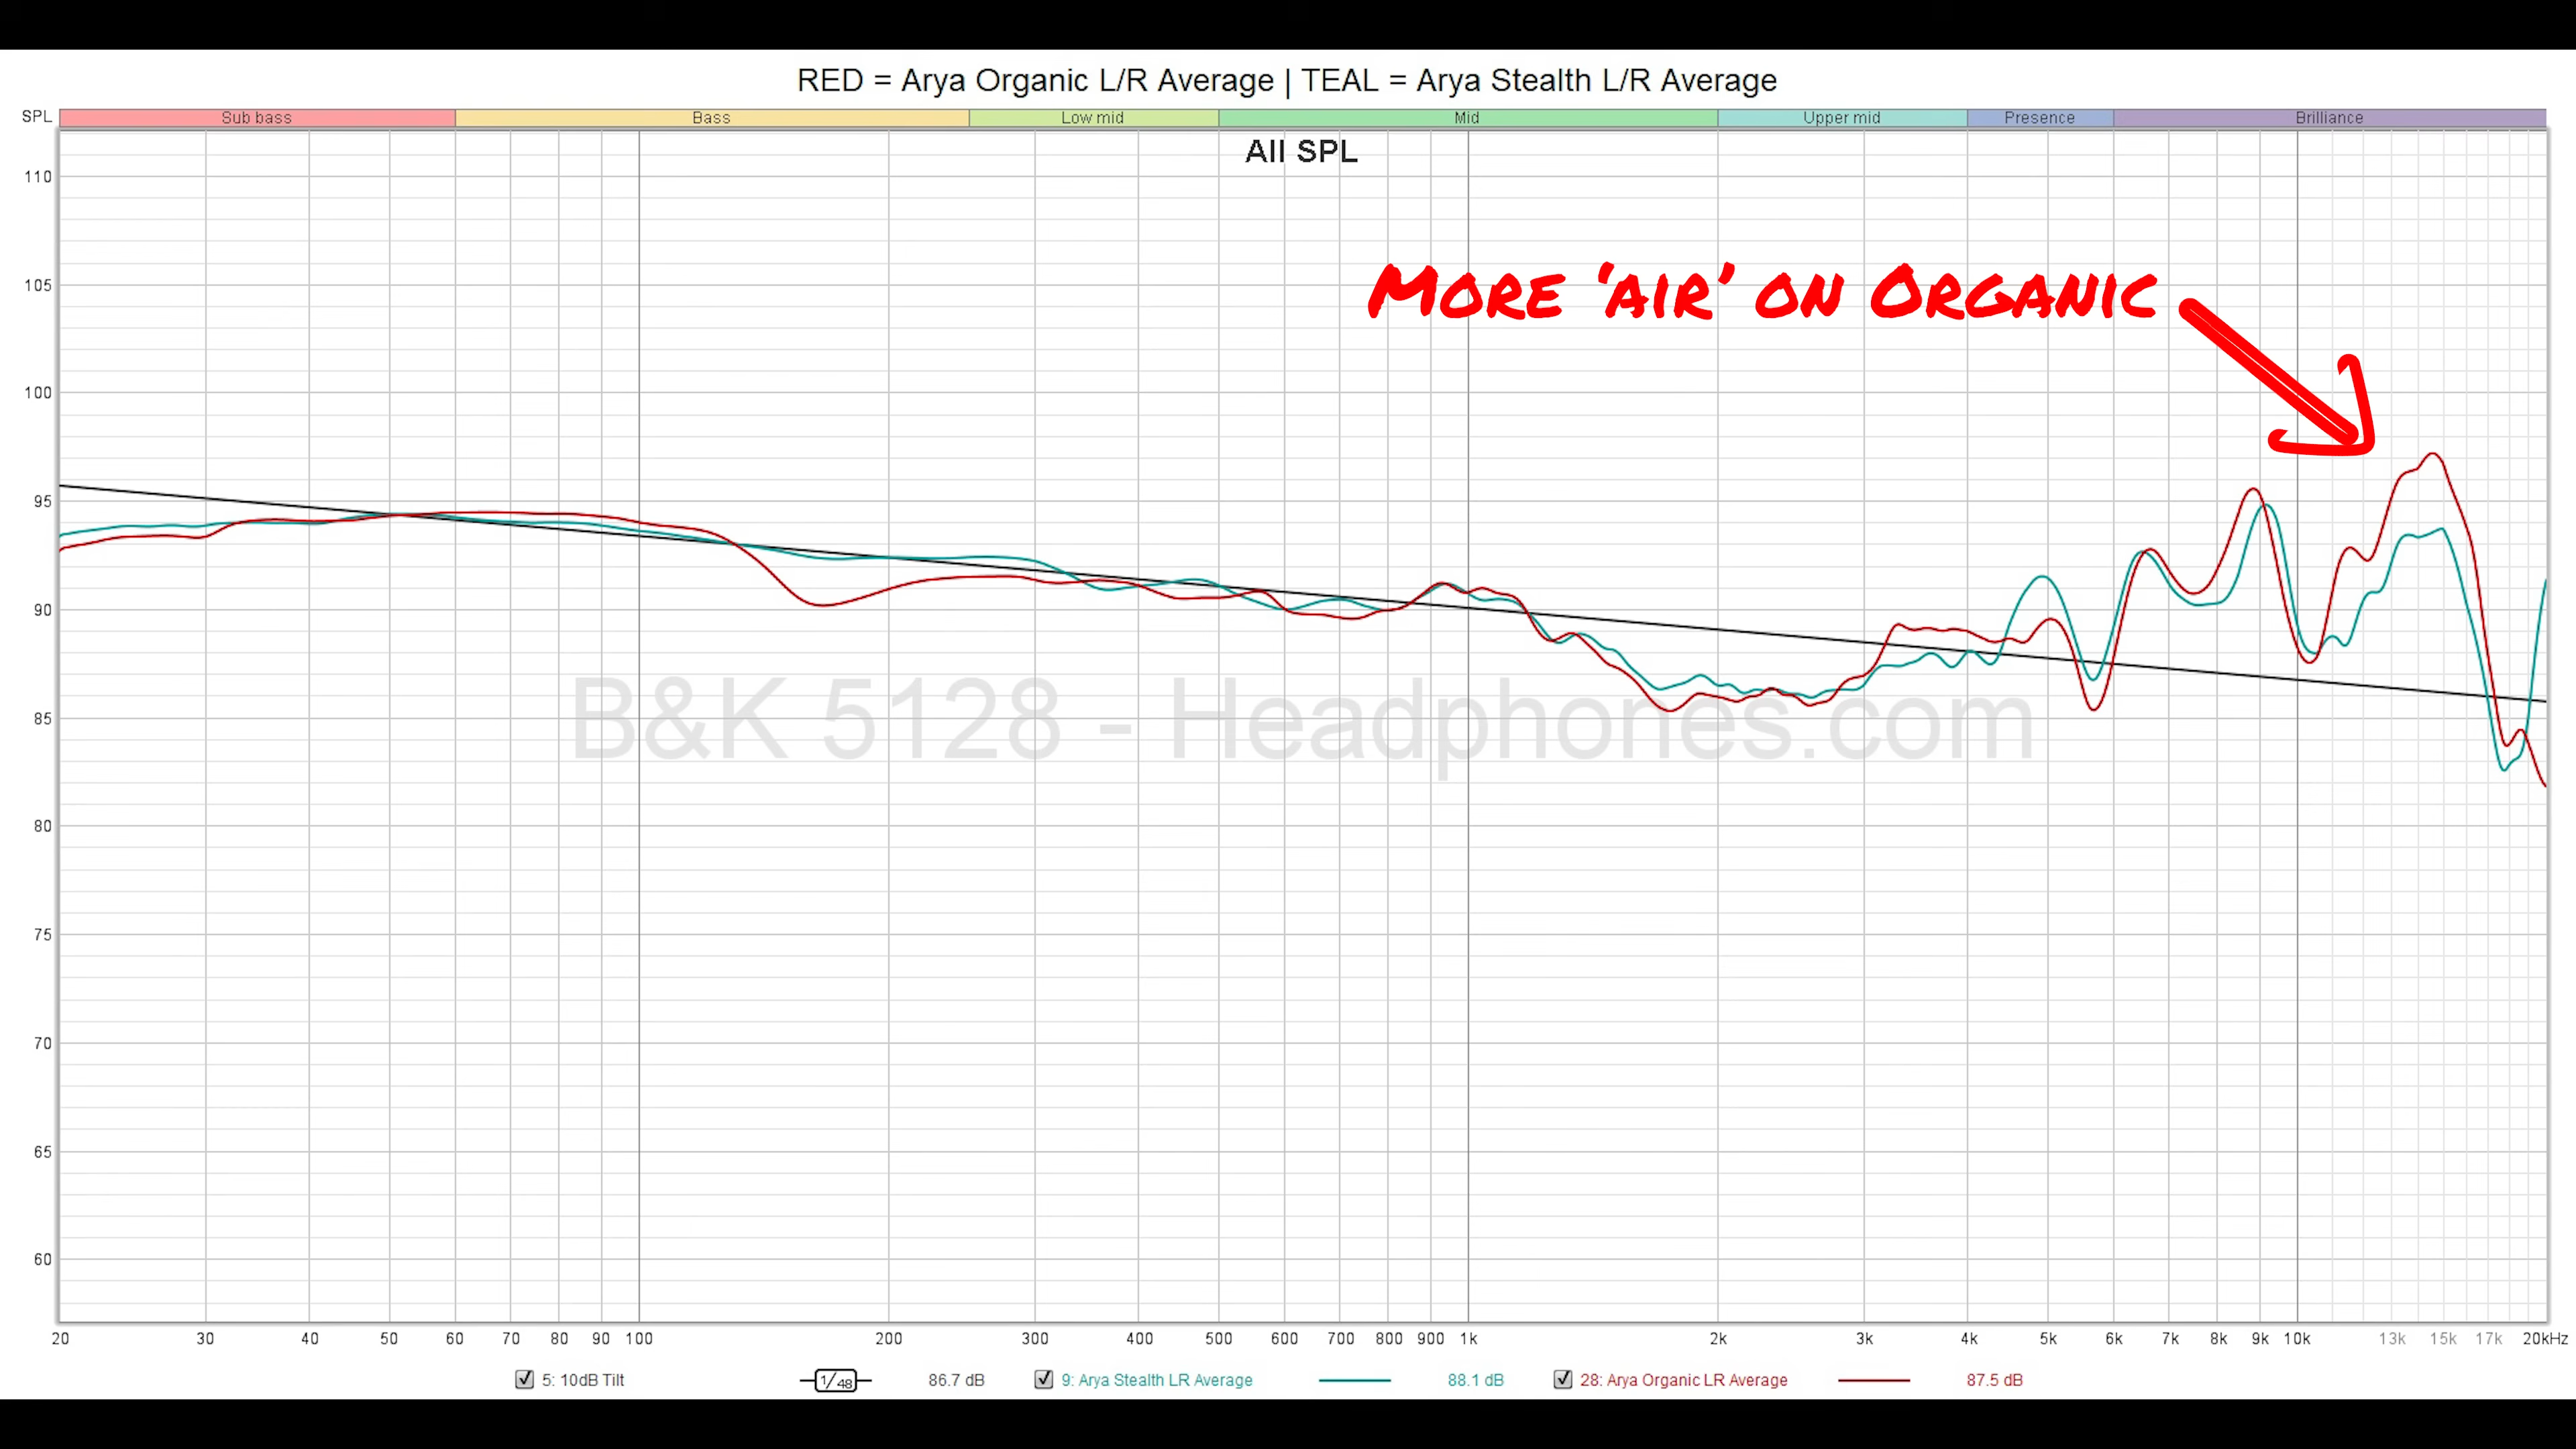 RED = Arya Organic L/R Average | TEAL = Arya Stealth L/R Average
SPL
Sub bass Bass Low mid Mid Upper mid Presence Brilliance
All SPL
110
105
MORE 'AIR' ON ORGANIC
100
95
90
85
B&K 5128 - Headphones.com
80
75
70
65
60
20 30 40 50 60 70 80 90 100 200 300 400 500 600 700 800 900 1k 2k 3k 4k 5k 6k 7k 8k 9k 10k 13k 15k 17k 20kHz
5: 10dB Tilt 1/48 86.7 dB 9: Arya Stealth LR Average 88.1 dB 28: Arya Organic LR Average 87.5 dB